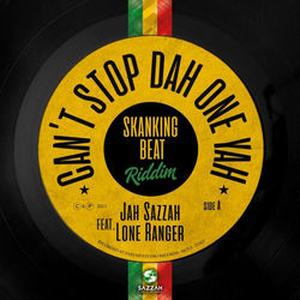 CAN'T STOP DAH ONE YAH
SKANKING
BEAT
Riddim
JAH SAZZAH
SIDE A
FEAT. LONE RANGER
SAZZAH